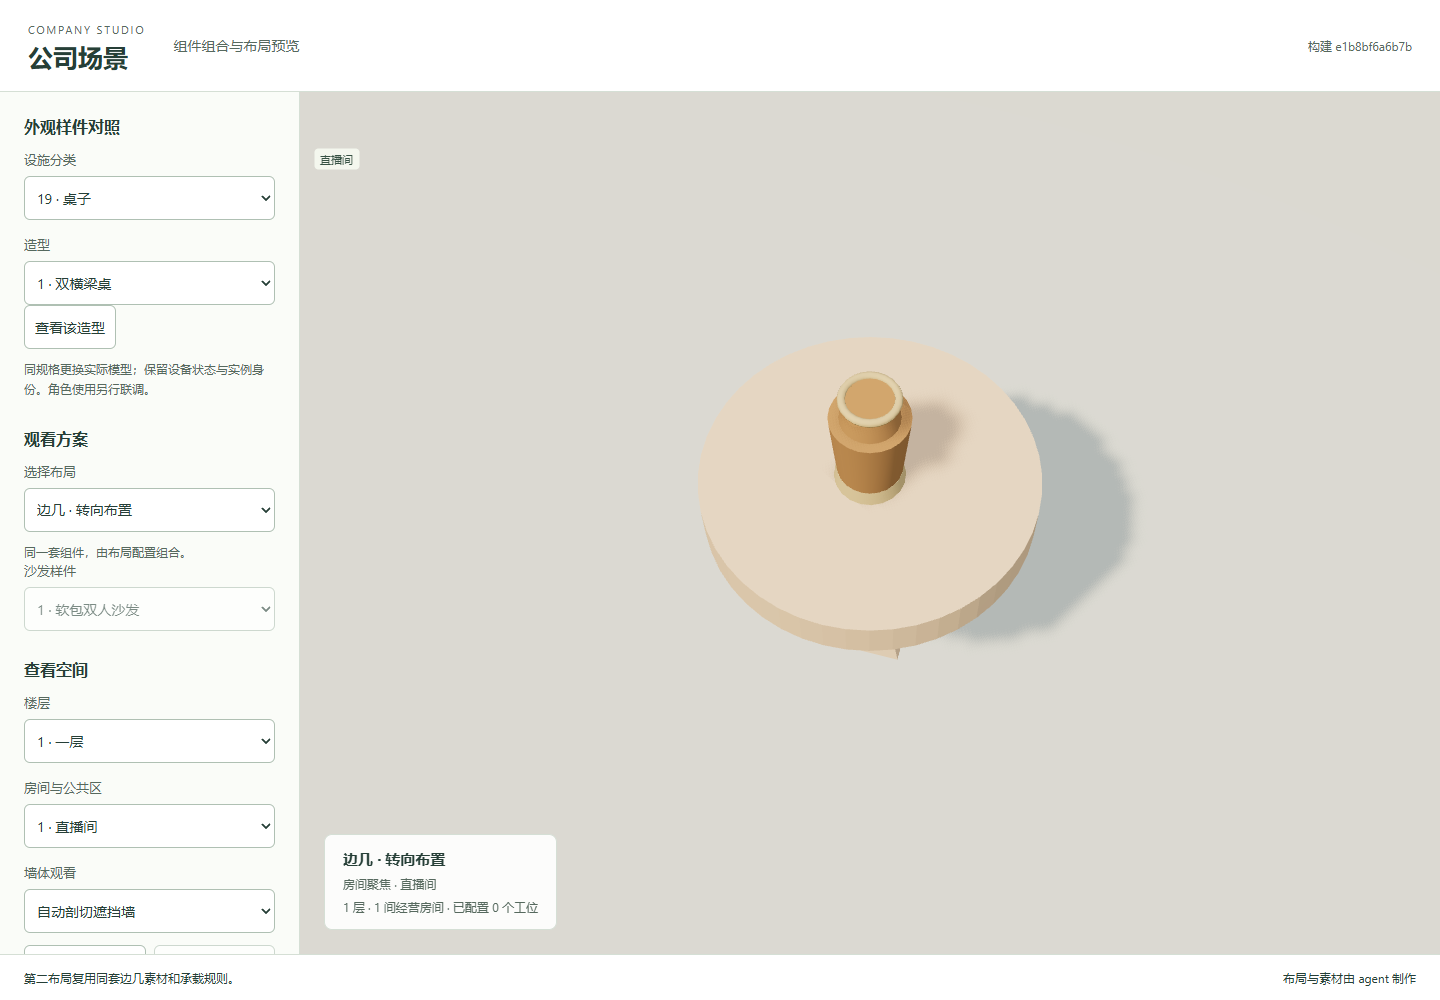 COMPANY STUDIO
公司场景
组件组合与布局预览
构建 e1b8bf6a6b7b
外观样件对照
设施分类
19 · 桌子
造型
1 · 双横梁桌
查看该造型
同规格更换实际模型；保留设备状态与实例身
份。角色使用另行联调。
观看方案
选择布局
边几 · 转向布置
同一套组件，由布局配置组合。
沙发样件
1 · 软包双人沙发
查看空间
楼层
1 · 一层
房间与公共区
1 · 直播间
墙体观看
自动剖切遮挡墙
直播间
边几 · 转向布置
房间聚焦 · 直播间
1 层 · 1 间经营房间 · 已配置 0 个工位
第二布局复用同套边几素材和承载规则。
布局与素材由 agent 制作